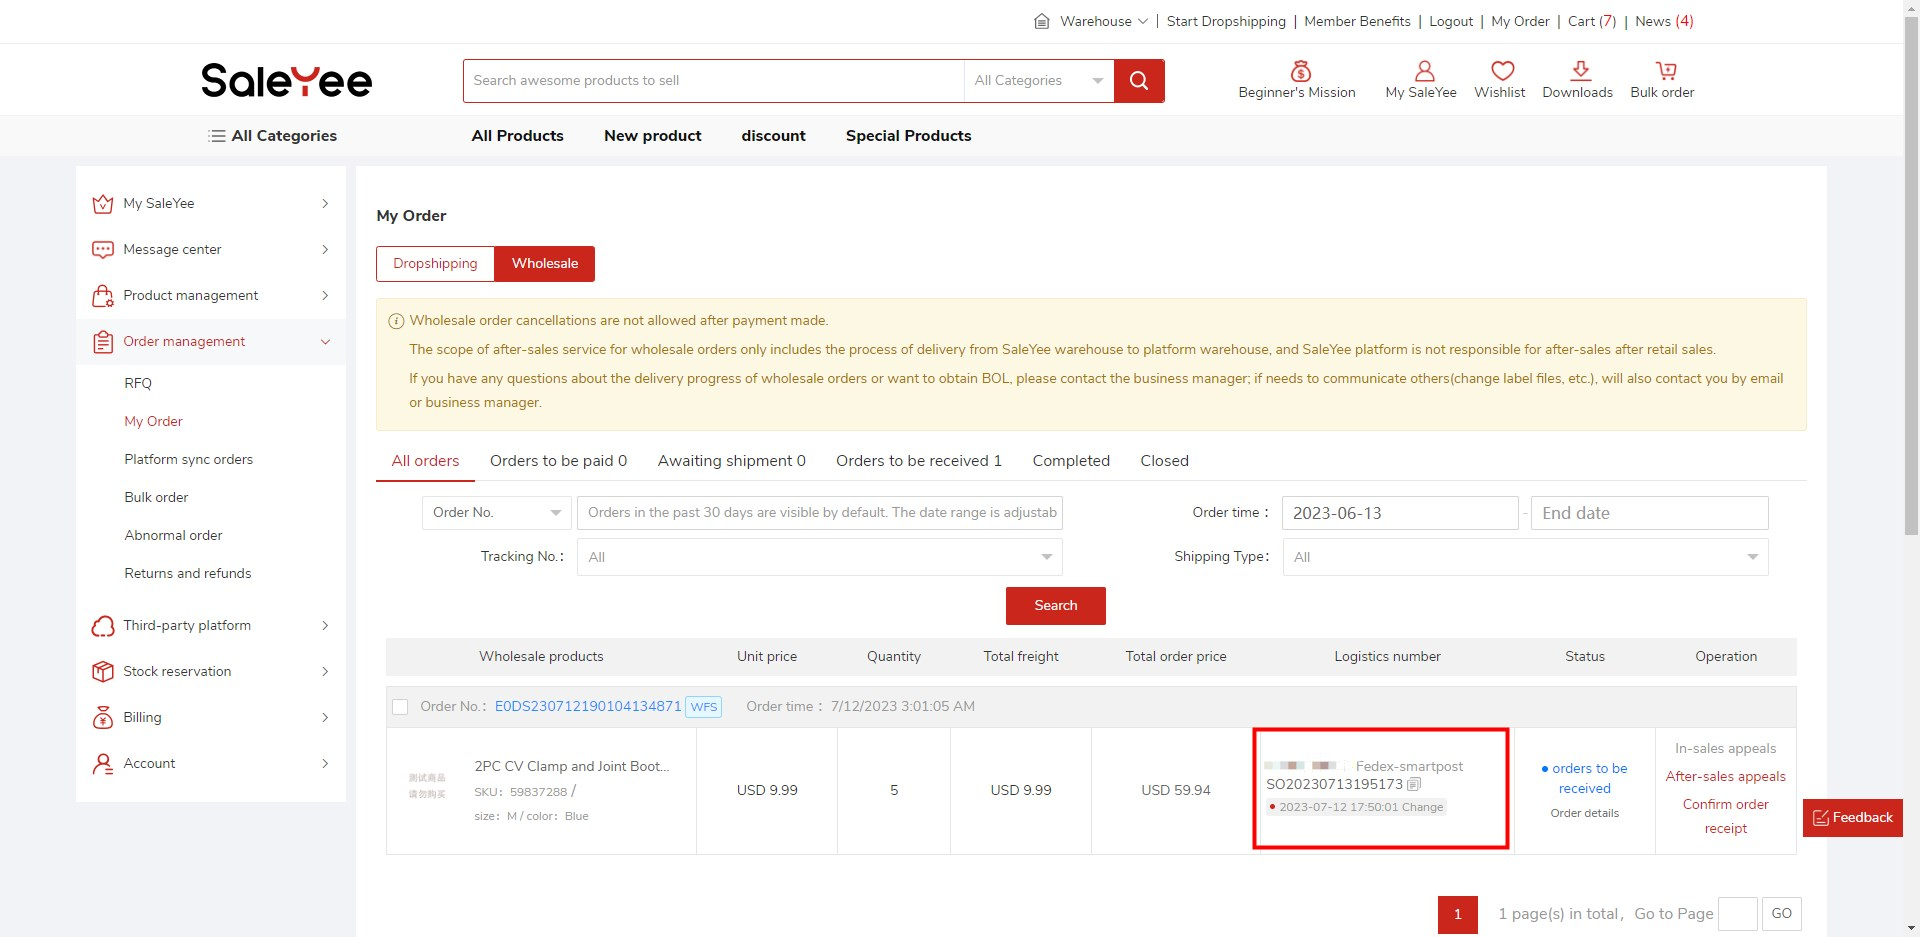 Warehouse | Start Dropshipping | Member Benefits | Logout | My Order | Cart (7) | News (4)
SaleYee
Search awesome products to sell
All Categories
Beginner's Mission
My SaleYee
Wishlist
Downloads
Bulk order
All Categories
All Products
New product
discount
Special Products
My SaleYee
Message center
Product management
Order management
RFQ
My Order
Platform sync orders
Bulk order
Abnormal order
Returns and refunds
Third-party platform
Stock reservation
Billing
Account
My Order
Dropshipping
Wholesale
Wholesale order cancellations are not allowed after payment made.
The scope of after-sales service for wholesale orders only includes the process of delivery from SaleYee warehouse to platform warehouse, and SaleYee platform is not responsible for after-sales after retail sales.
If you have any questions about the delivery progress of wholesale orders or want to obtain BOL, please contact the business manager; if needs to communicate others(change label files, etc.), will also contact you by email
or business manager.
All orders
Orders to be paid 0
Awaiting shipment 0
Orders to be received 1
Completed
Closed
Order No.
Orders in the past 30 days are visible by default. The date range is adjustab
Order time :
2023-06-13
-
End date
Tracking No.:
All
Shipping Type:
All
Search
Wholesale products
Unit price
Quantity
Total freight
Total order price
Logistics number
Status
Operation
Order No.: E0DS230712190104134871 WFS Order time : 7/12/2023 3:01:05 AM
测试商品
请勿购买
2PC CV Clamp and Joint Boot...
SKU: 59837288 /
size: M / color: Blue
USD 9.99
5
USD 9.99
USD 59.94
Fedex-smartpost
SO20230713195173
2023-07-12 17:50:01 Change
orders to be
received
Order details
In-sales appeals
After-sales appeals
Confirm order
receipt
Feedback
1
1 page(s) in total, Go to Page
GO